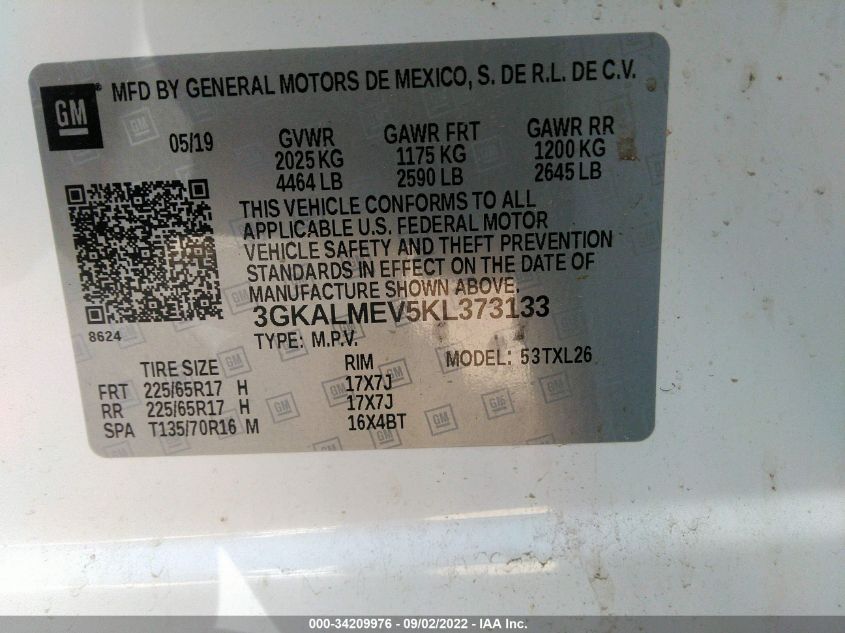 GM
MFD BY GENERAL MOTORS DE MEXICO, S. DE R.L. DE C.V.
05/19 GVWR GAWR FRT GAWR RR
2025 KG 1175 KG 1200 KG
4464 LB 2590 LB 2645 LB
THIS VEHICLE CONFORMS TO ALL
APPLICABLE U.S. FEDERAL MOTOR
VEHICLE SAFETY AND THEFT PREVENTION
STANDARDS IN EFFECT ON THE DATE OF
MANUFACTURE SHOWN ABOVE.
8624
3GKALMEV5KL373133
TYPE: M.P.V. MODEL: 53TXL26
TIRE SIZE RIM
FRT 225/65R17 H 17X7J
RR 225/65R17 H 17X7J
SPA T135/70R16 M 16X4BT
000-34209976 - 09/02/2022 - IAA Inc.